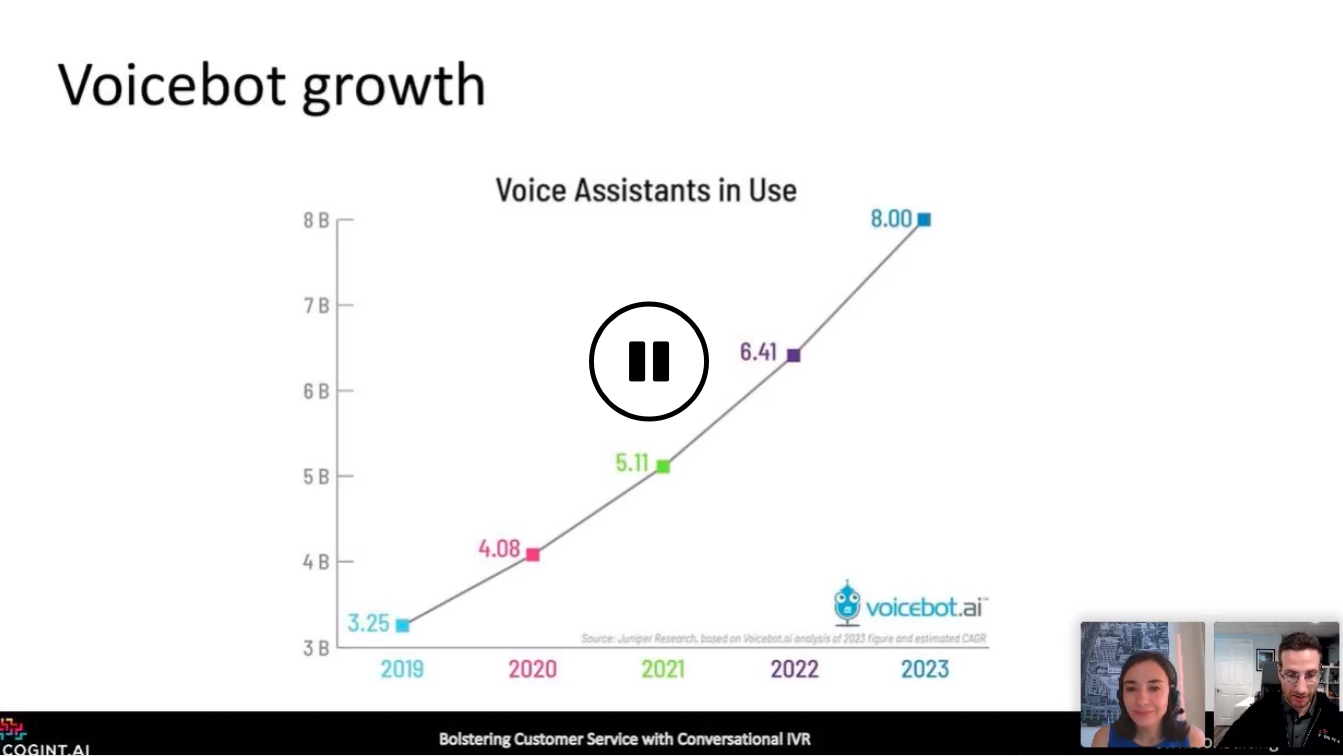 Voicebot growth
Voice Assistants in Use
8 B
7 B
6 B
5 B
4 B
3 B
8.00
6.41
5.11
4.08
3.25
voicebot.ai™
Source: Juniper Research, based on Voicebot.ai analysis of 2023 figure and estimated CAGR
2019 2020 2021 2022 2023
COGINT.AI
Bolstering Customer Service with Conversational IVR